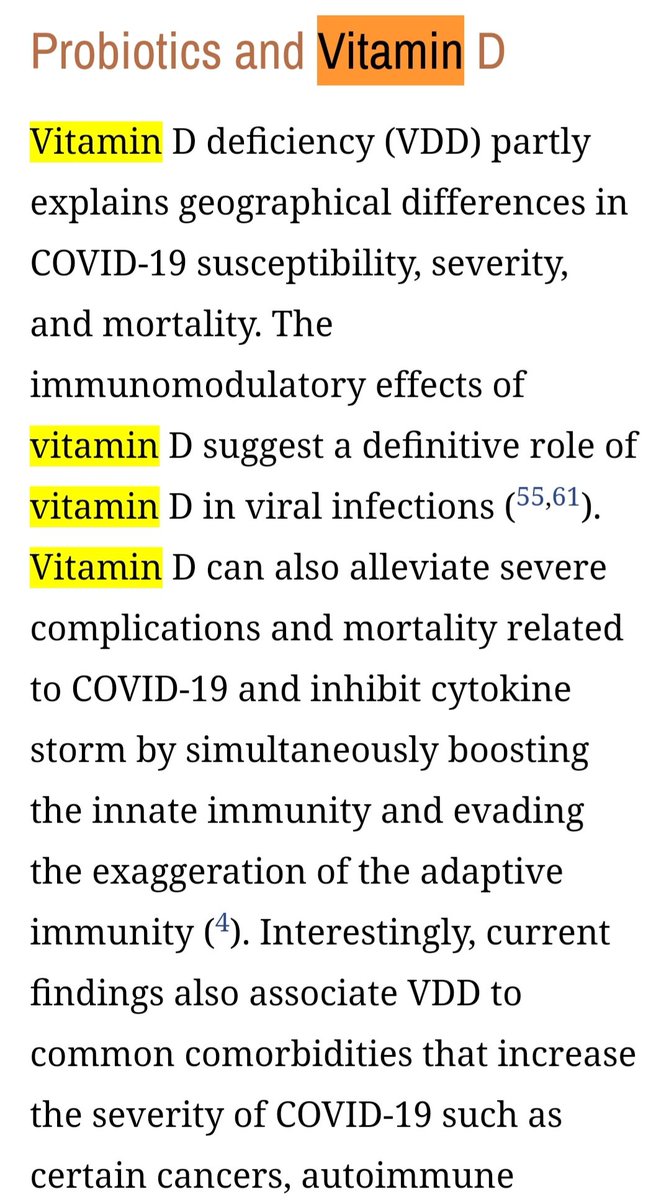 Probiotics and Vitamin D
Vitamin D deficiency (VDD) partly
explains geographical differences in
COVID-19 susceptibility, severity,
and mortality. The
immunomodulatory effects of
vitamin D suggest a definitive role of
vitamin D in viral infections (55,61).
Vitamin D can also alleviate severe
complications and mortality related
to COVID-19 and inhibit cytokine
storm by simultaneously boosting
the innate immunity and evading
the exaggeration of the adaptive
immunity (4). Interestingly, current
findings also associate VDD to
common comorbidities that increase
the severity of COVID-19 such as
certain cancers, autoimmune